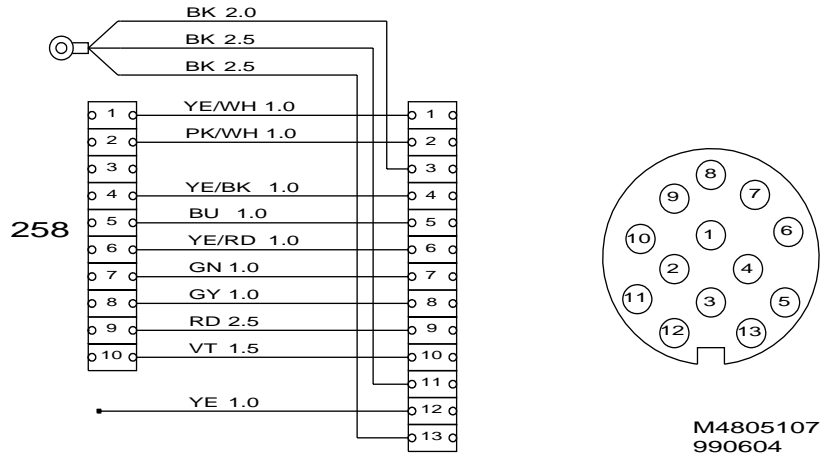 BK 2.0
BK 2.5
BK 2.5
1 YE/WH 1.0 1
2 PK/WH 1.0 2
3 3
4 YE/BK 1.0 4
258
5 BU 1.0 5
6 YE/RD 1.0 6
7 GN 1.0 7
8 GY 1.0 8
9 RD 2.5 9
10 VT 1.5 10
11
YE 1.0 12
13
8
9 7
10 1 6
2 4
11 3 5
12 13
M4805107
990604